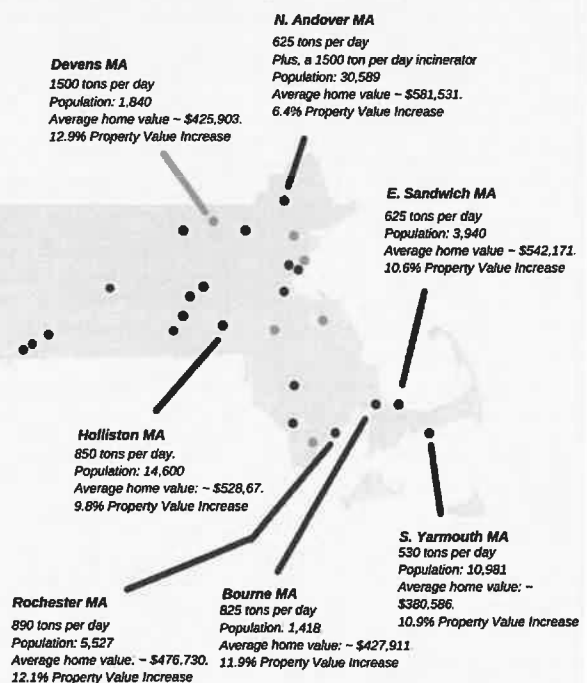 N. Andover MA
625 tons per day
Plus, a 1500 ton per day incinerator
Population: 30,589
Average home value ~ $581,531.
6.4% Property Value Increase
Devens MA
1500 tons per day
Population: 1,840
Average home value ~ $425,903.
12.9% Property Value Increase
E. Sandwich MA
625 tons per day
Population: 3,940
Average home value ~ $542,171.
10.6% Property Value Increase
Holliston MA
850 tons per day.
Population: 14,600
Average home value: ~ $528,67.
9.8% Property Value Increase
S. Yarmouth MA
530 tons per day
Population: 10,981
Average home value: ~
$380,586.
10.9% Property Value Increase
Rochester MA
890 tons per day
Population: 5,527
Average home value. ~ $476.730.
12.1% Property Value Increase
Bourne MA
825 tons per day
Population. 1,418
Average home value: ~ $427,911
11.9% Property Value Increase